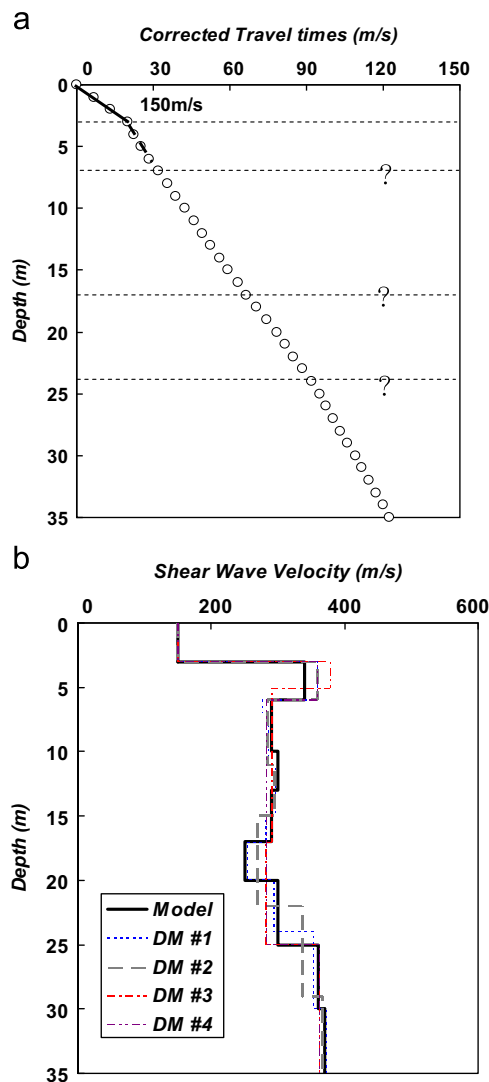 a
Corrected Travel times (m/s)
0 30 60 90 120 150
0
150m/s
5
?
10
15
?
20
?
25
30
35
Depth (m)
b
Shear Wave Velocity (m/s)
0 200 400 600
0
5
10
15
20
25
30
35
Depth (m)
Model
DM #1
DM #2
DM #3
DM #4